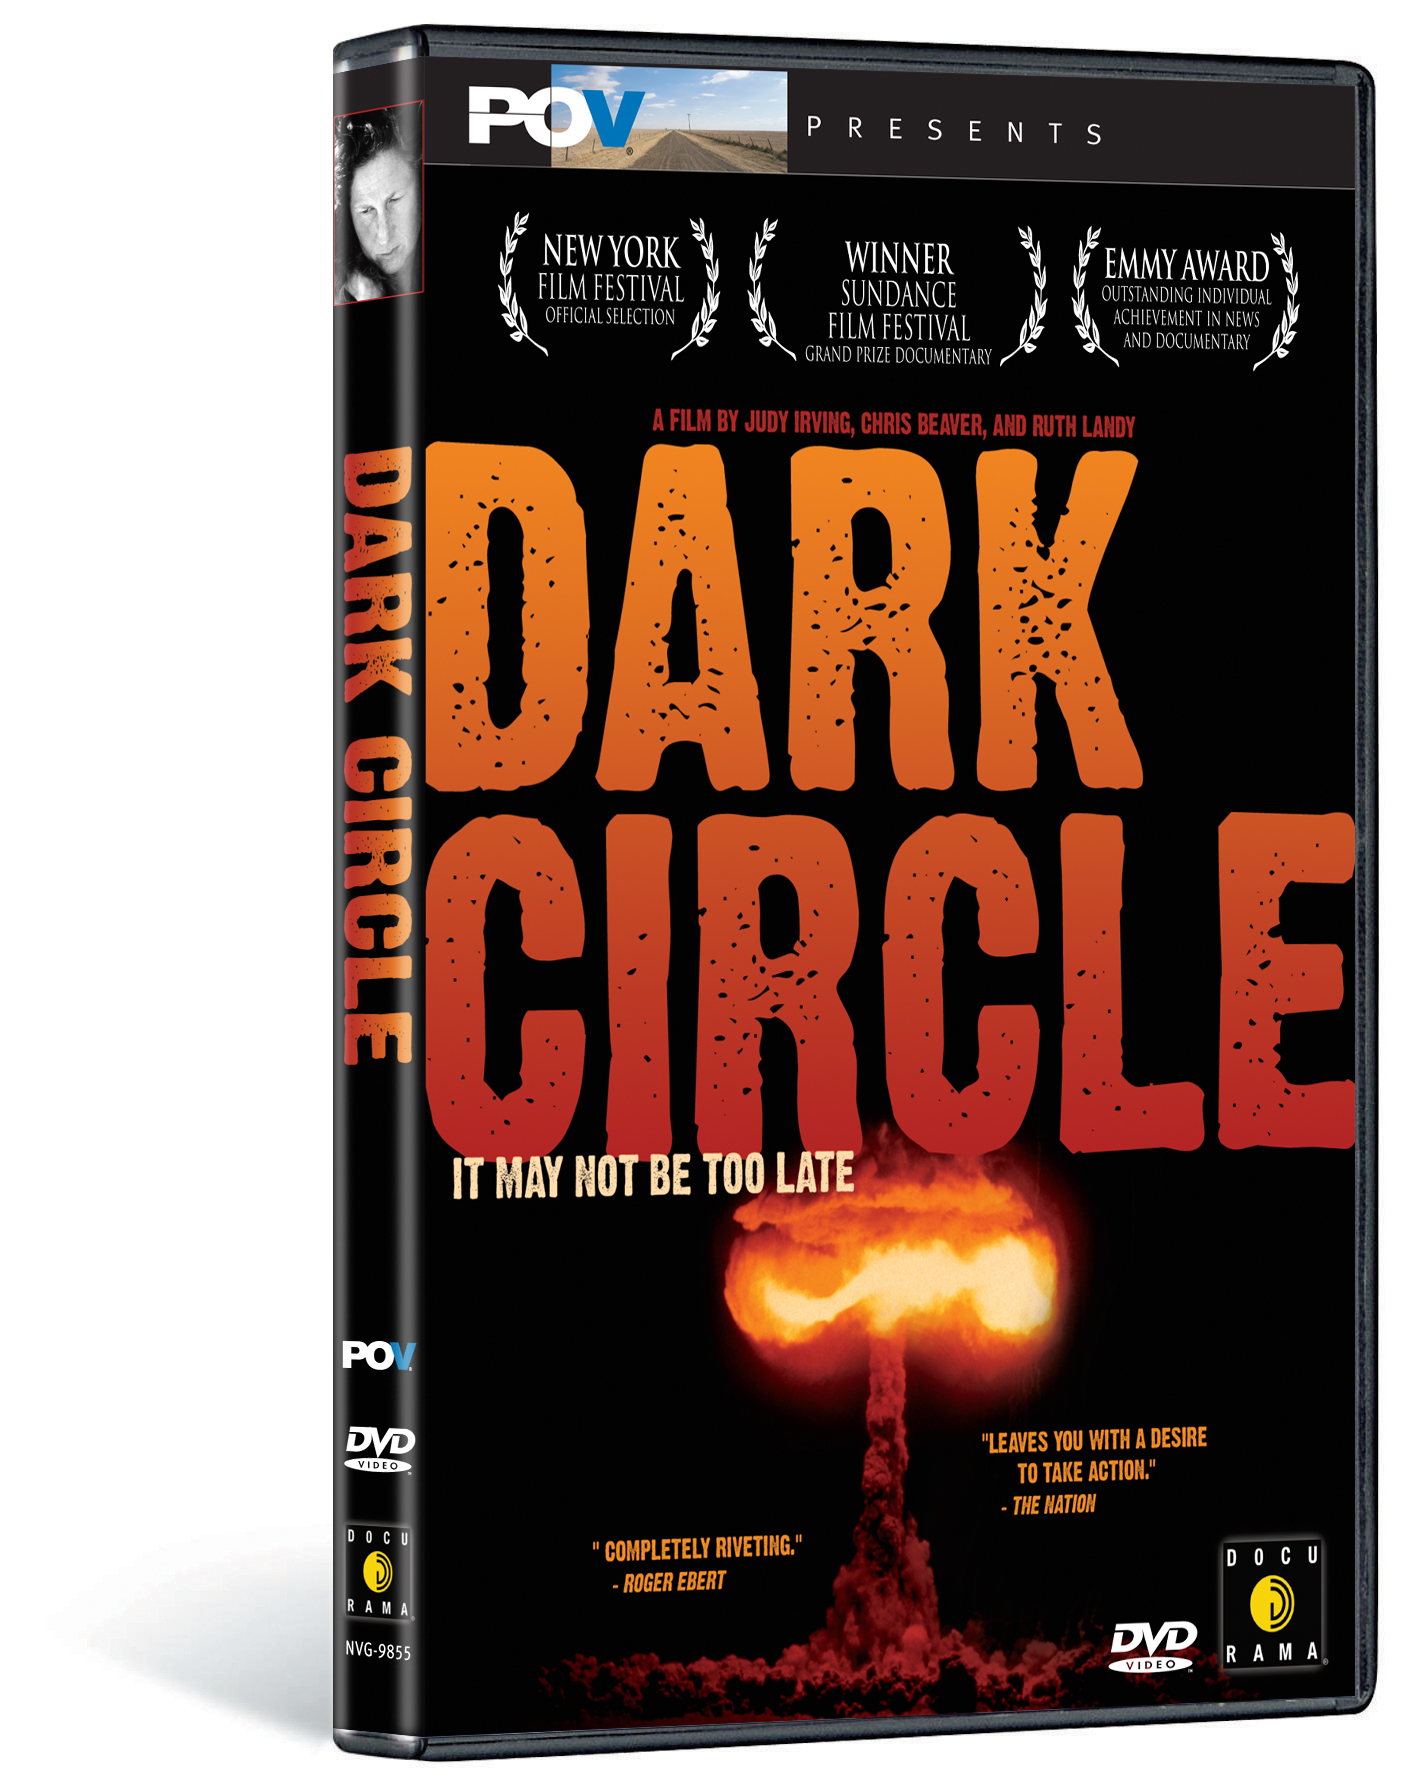 POV
PRESENTS
NEW YORK
FILM FESTIVAL
OFFICIAL SELECTION
WINNER
SUNDANCE
FILM FESTIVAL
GRAND PRIZE DOCUMENTARY
EMMY AWARD
OUTSTANDING INDIVIDUAL
ACHIEVEMENT IN NEWS
AND DOCUMENTARY
A FILM BY JUDY IRVING, CHRIS BEAVER, AND RUTH LANDY
DARK
CIRCLE
IT MAY NOT BE TOO LATE
"LEAVES YOU WITH A DESIRE
TO TAKE ACTION."
- THE NATION
" COMPLETELY RIVETING."
- ROGER EBERT
DVD
VIDEO
DOCU
RAMA
DARK CIRCLE
POV
DVD
VIDEO
DOCU
RAMA
NVG-9855